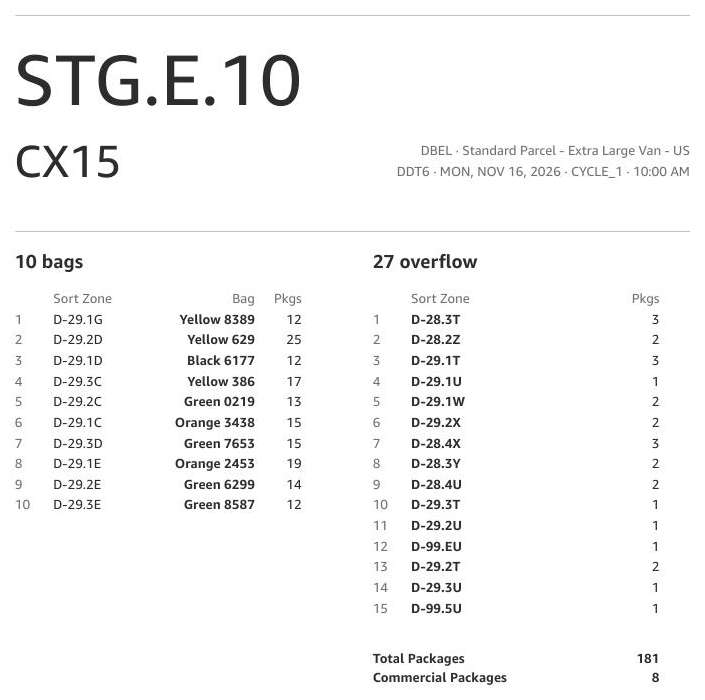 STG.E.10
CX15
DBEL · Standard Parcel - Extra Large Van - US
DDT6 · MON, NOV 16, 2026 · CYCLE_1 · 10:00 AM
10 bags
Sort Zone Bag Pkgs
1 D-29.1G Yellow 8389 12
2 D-29.2D Yellow 629 25
3 D-29.1D Black 6177 12
4 D-29.3C Yellow 386 17
5 D-29.2C Green 0219 13
6 D-29.1C Orange 3438 15
7 D-29.3D Green 7653 15
8 D-29.1E Orange 2453 19
9 D-29.2E Green 6299 14
10 D-29.3E Green 8587 12
27 overflow
Sort Zone Pkgs
1 D-28.3T 3
2 D-28.2Z 2
3 D-29.1T 3
4 D-29.1U 1
5 D-29.1W 2
6 D-29.2X 2
7 D-28.4X 3
8 D-28.3Y 2
9 D-28.4U 2
10 D-29.3T 1
11 D-29.2U 1
12 D-99.EU 1
13 D-29.2T 2
14 D-29.3U 1
15 D-99.5U 1
Total Packages 181
Commercial Packages 8